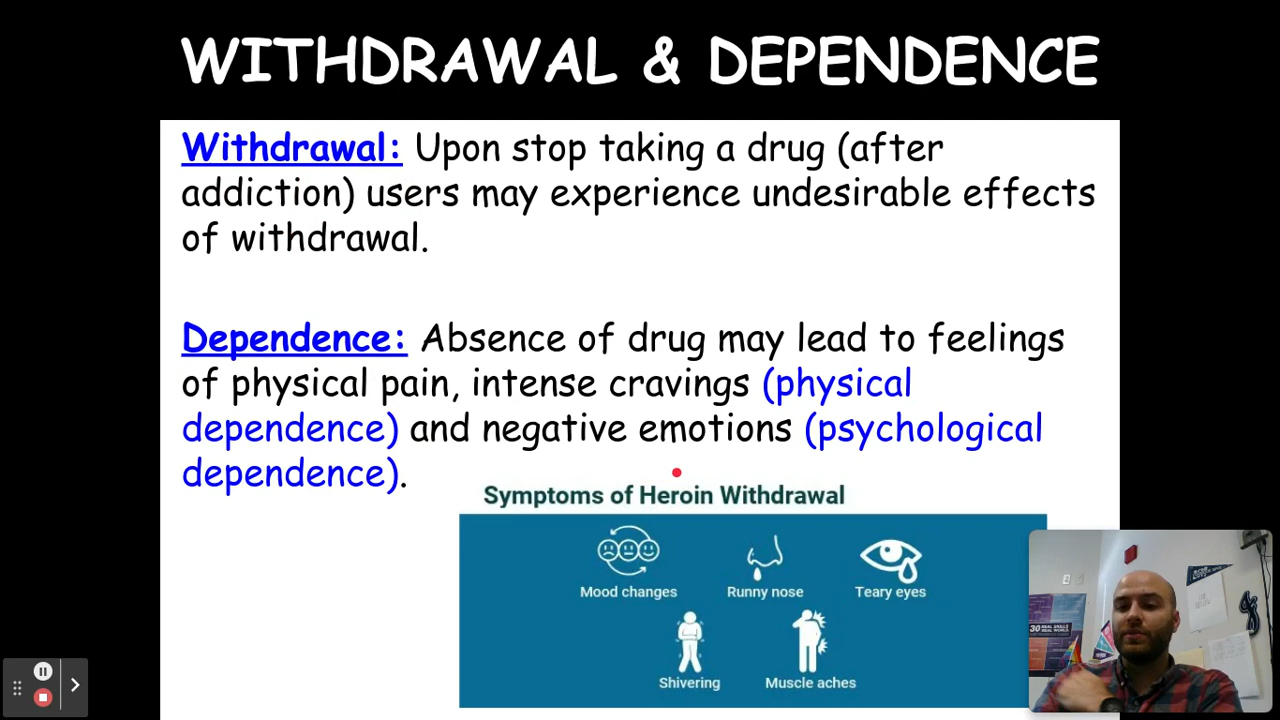 WITHDRAWAL & DEPENDENCE
Withdrawal: Upon stop taking a drug (after
addiction) users may experience undesirable effects
of withdrawal.
Dependence: Absence of drug may lead to feelings
of physical pain, intense cravings (physical
dependence) and negative emotions (psychological
dependence).
Symptoms of Heroin Withdrawal
Mood changes Runny nose Teary eyes
Shivering Muscle aches